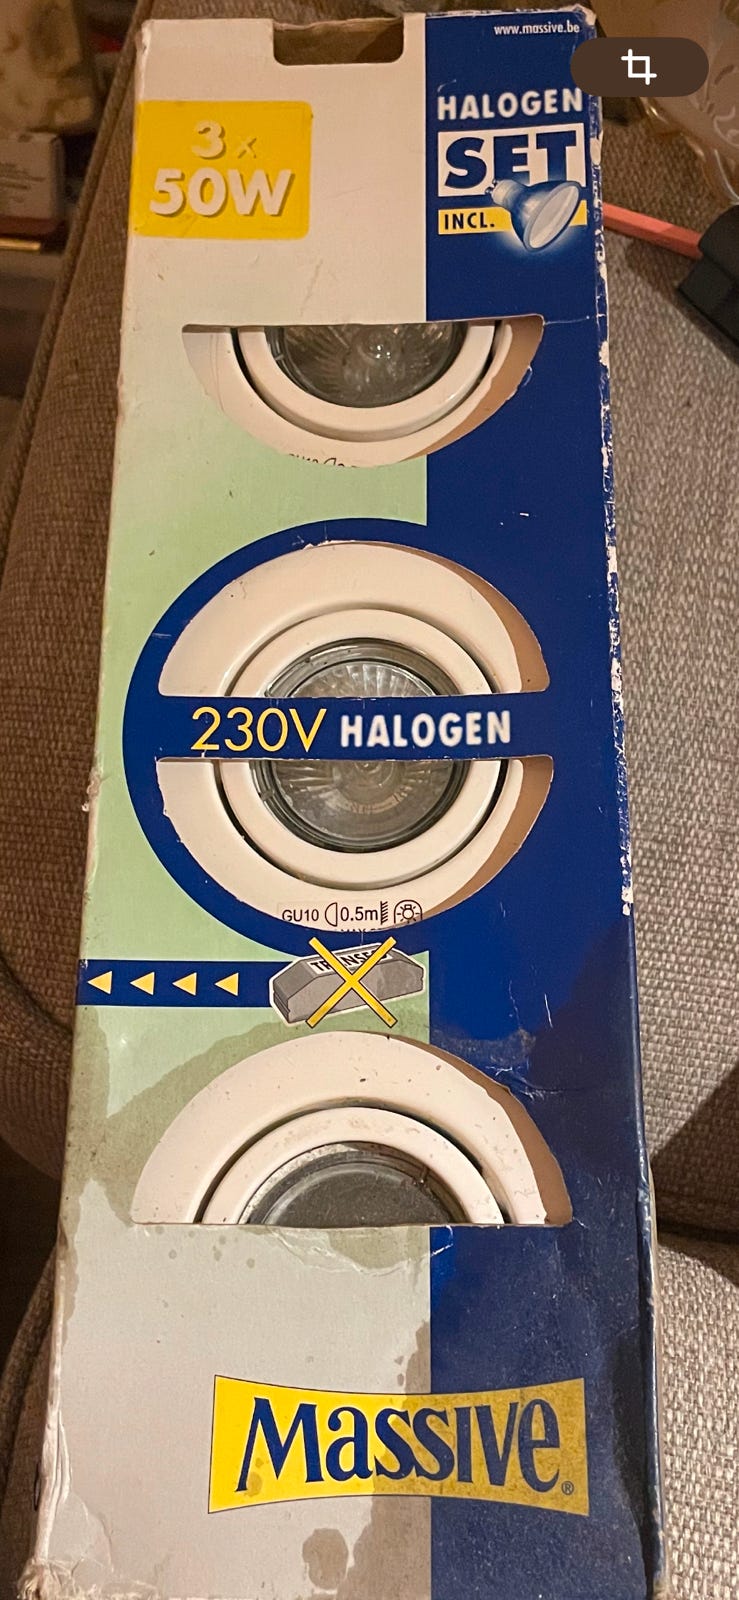 www.massive.be
3 x
50W
HALOGEN
SET
INCL.
230V HALOGEN
GU10 0.5m
Massive®